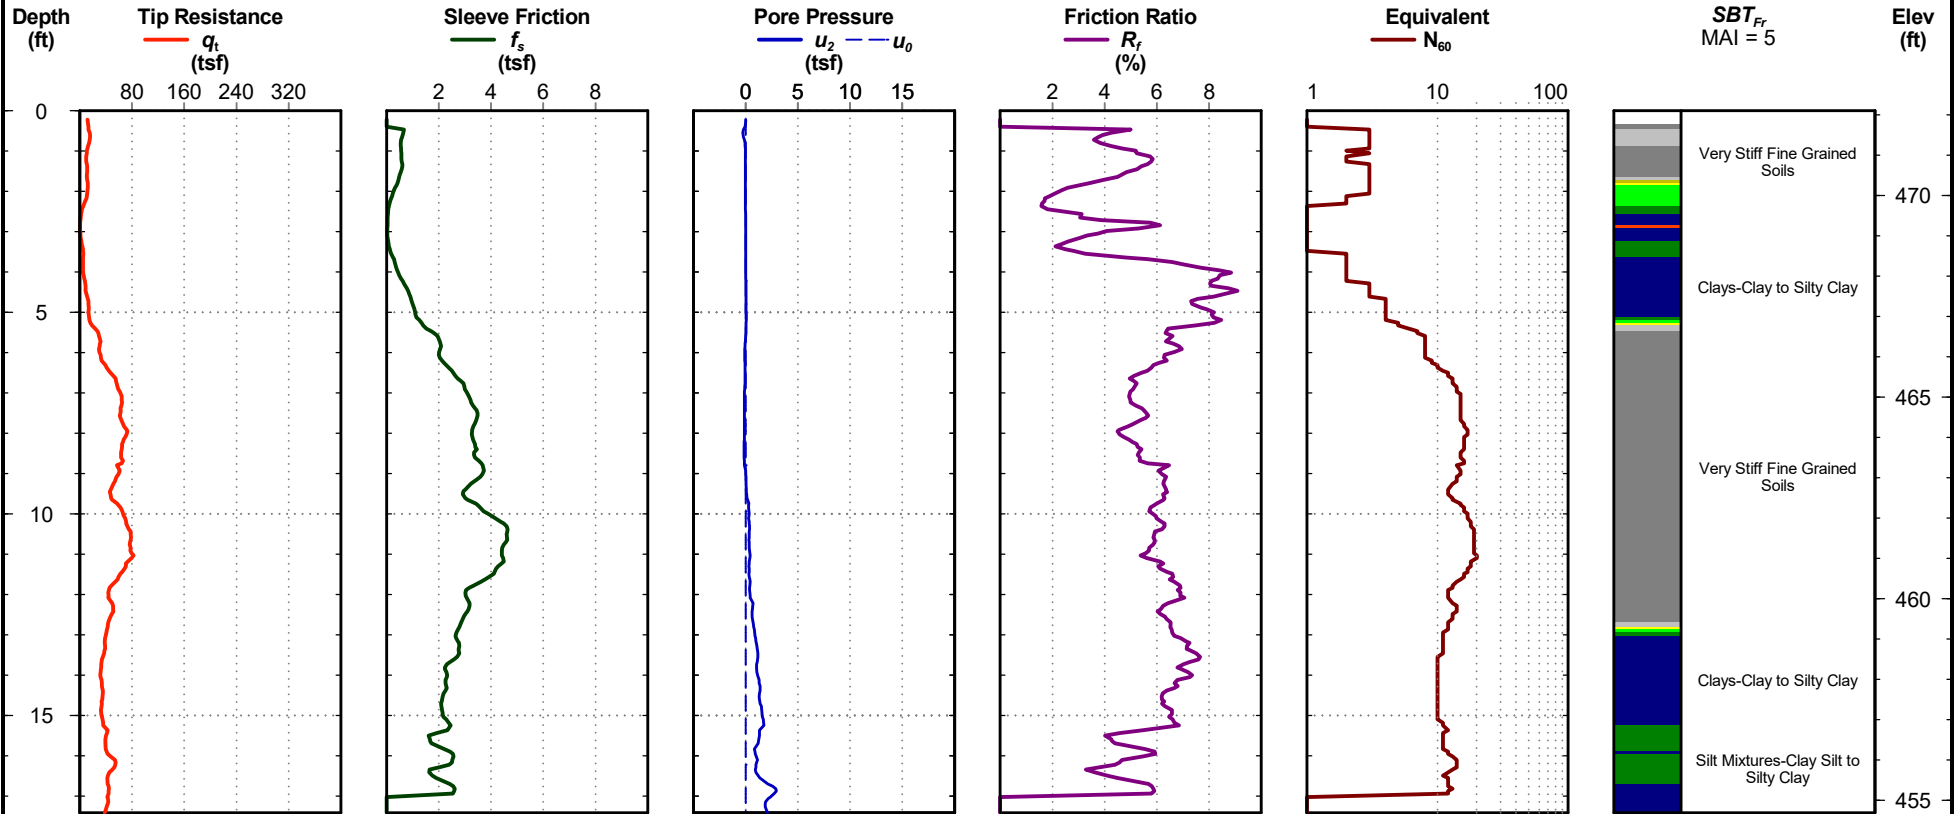 Depth
(ft)
Tip Resistance
qt
(tsf)
Sleeve Friction
fs
(tsf)
Pore Pressure
u2 u0
(tsf)
Friction Ratio
Rf
(%)
Equivalent
N60
SBTFr
MAI = 5
Elev
(ft)
80 160 240 320
2 4 6 8
0 5 10 15
2 4 6 8
1 10 100
0
5
10
15
Very Stiff Fine Grained
Soils
Clays-Clay to Silty Clay
Very Stiff Fine Grained
Soils
Clays-Clay to Silty Clay
Silt Mixtures-Clay Silt to
Silty Clay
470
465
460
455